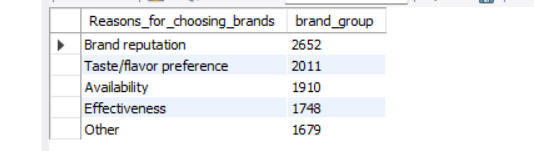 Reasons_for_choosing_brands brand_group
Brand reputation 2652
Taste/flavor preference 2011
Availability 1910
Effectiveness 1748
Other 1679